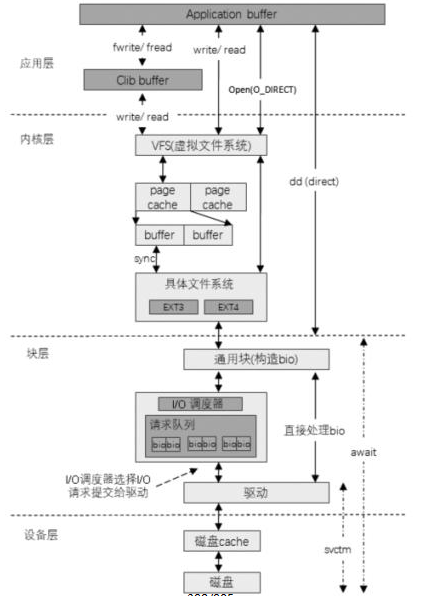 Application buffer
fwrite/ fread
write/ read
应用层
Clib buffer
Open(O_DIRECT)
write/ read
内核层
VFS(虚拟文件系统)
dd (direct)
page cache
page cache
buffer
buffer
sync
具体文件系统
EXT3
EXT4
块层
通用块(构造bio)
I/O 调度器
请求队列
bio bio
bio bio
bio bio
直接处理bio
await
I/O调度器选择I/O
请求提交给驱动
驱动
设备层
磁盘cache
svctm
磁盘